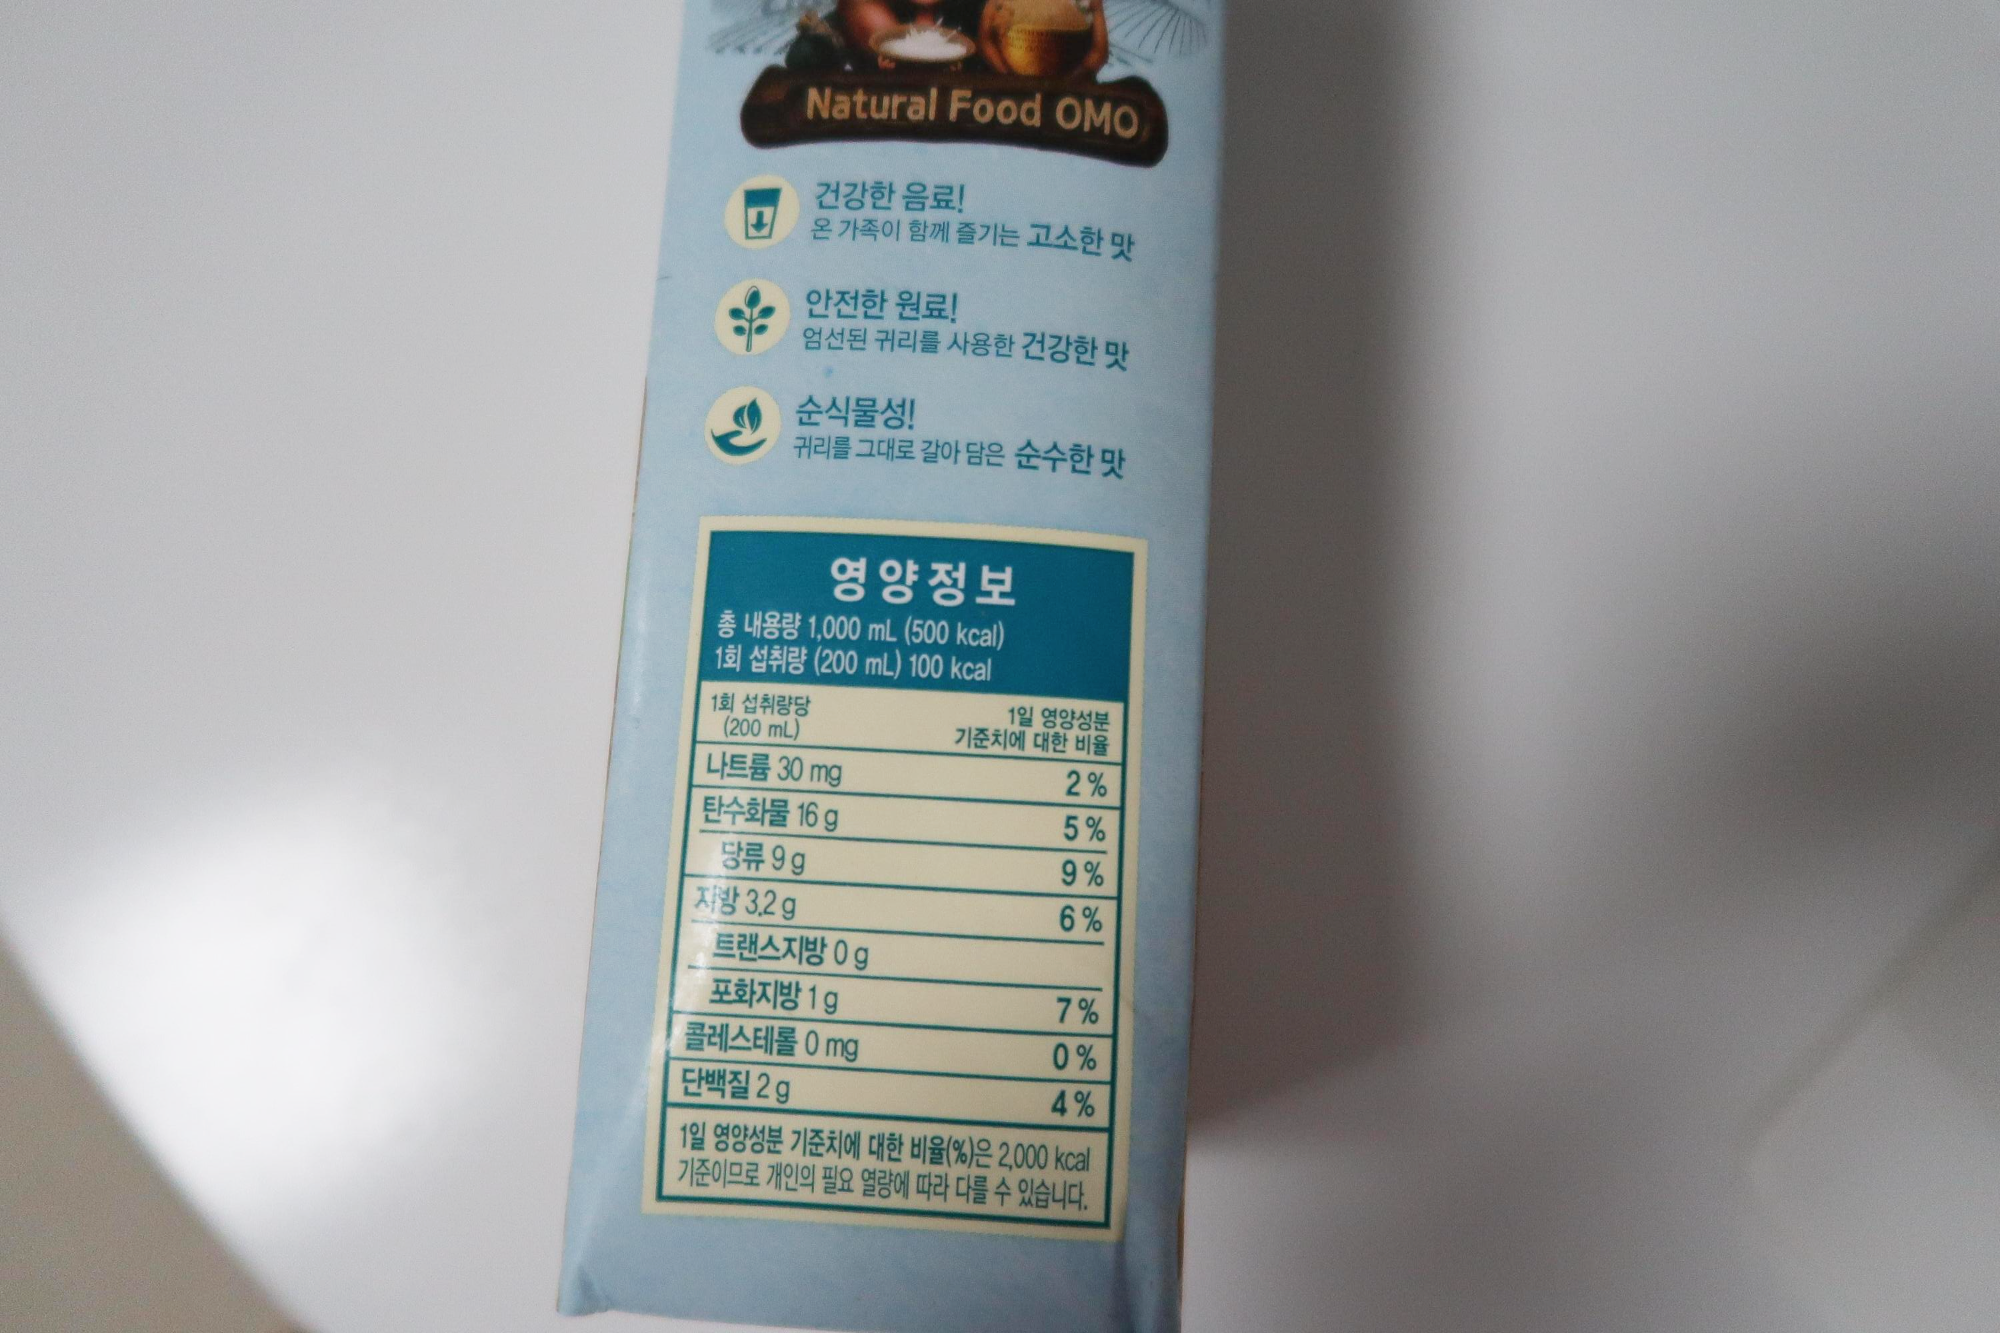 Natural Food OMO
건강한 음료!
온 가족이 함께 즐기는 고소한 맛
안전한 원료!
엄선된 귀리를 사용한 건강한 맛
순식물성!
귀리를 그대로 갈아 담은 순수한 맛
영양정보
총 내용량 1,000 mL (500 kcal)
1회 섭취량 (200 mL) 100 kcal
1회 섭취량당 1일 영양성분
(200 mL) 기준치에 대한 비율
나트륨 30 mg 2 %
탄수화물 16 g 5 %
당류 9 g 9 %
지방 3.2 g 6 %
트랜스지방 0 g
포화지방 1 g 7 %
콜레스테롤 0 mg 0 %
단백질 2 g 4 %
1일 영양성분 기준치에 대한 비율(%)은 2,000 kcal
기준이므로 개인의 필요 열량에 따라 다를 수 있습니다.